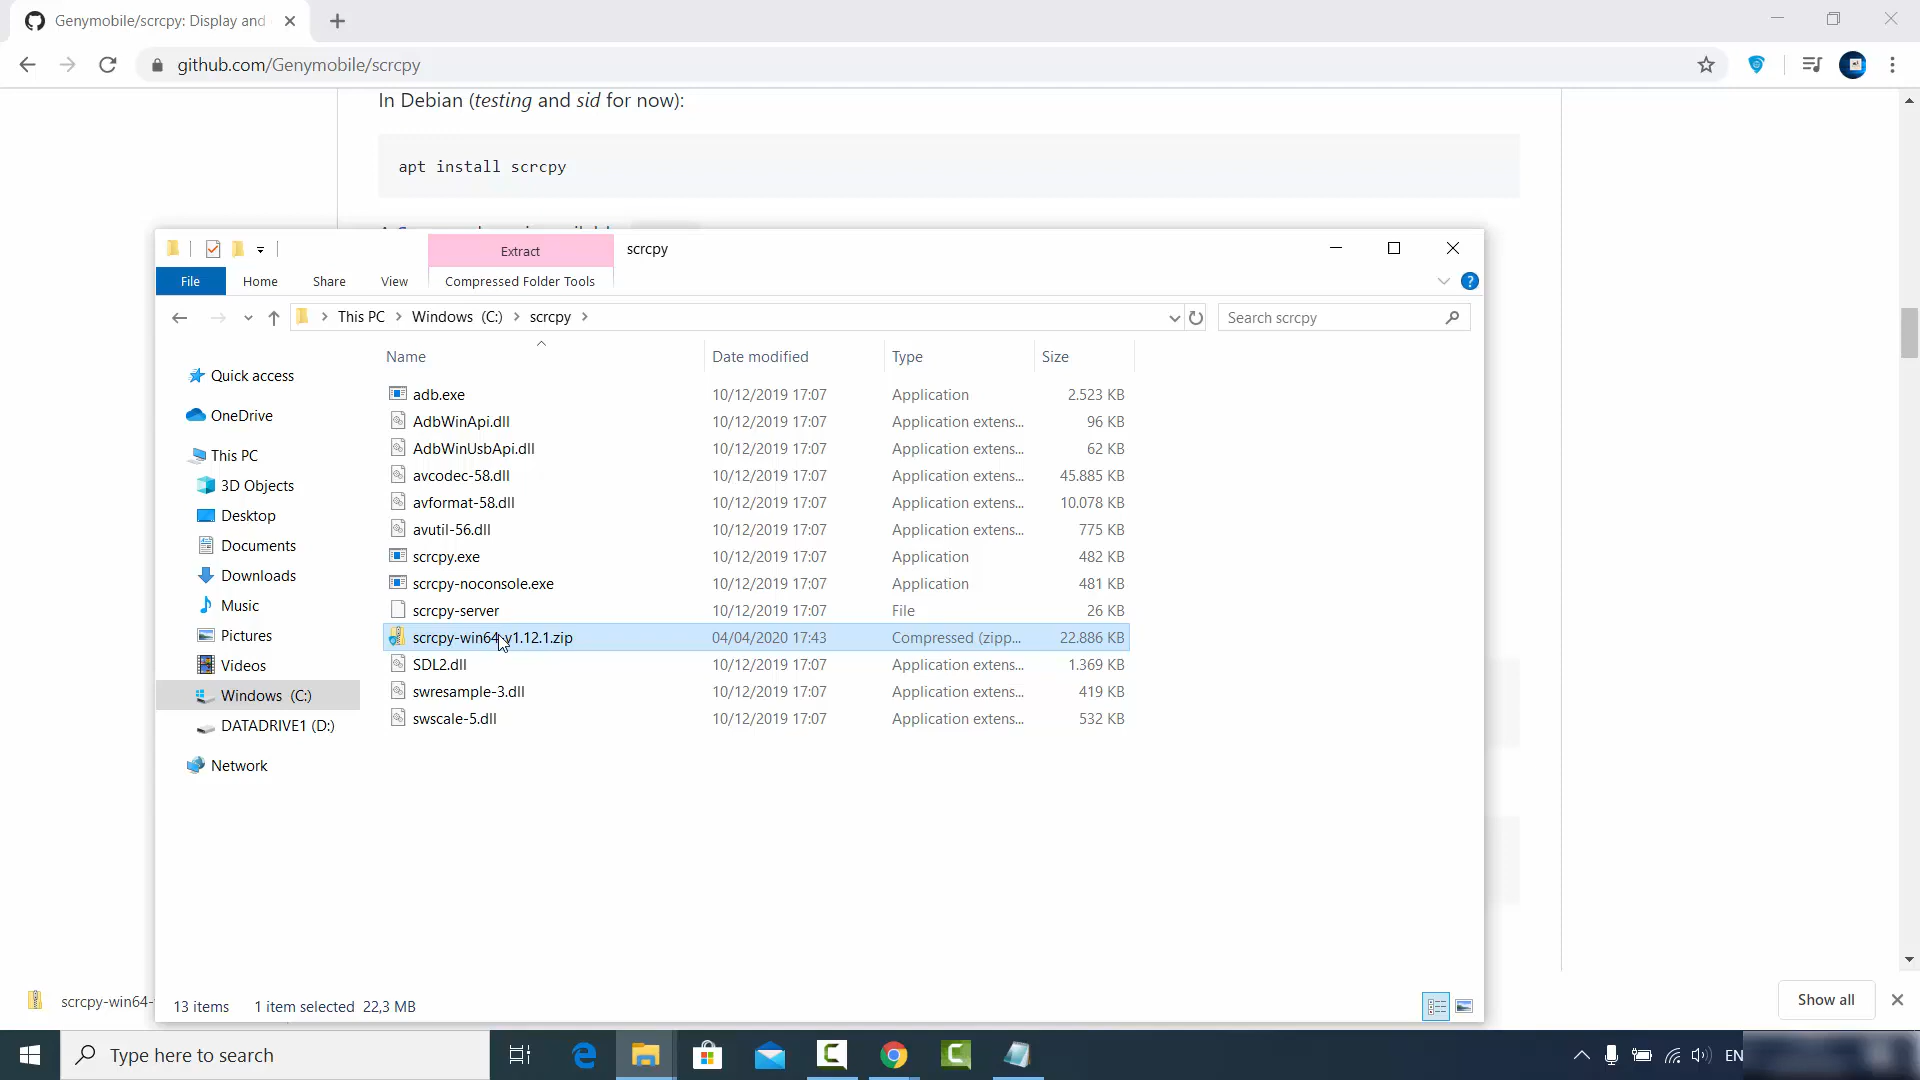 Genymobile/scrcpy: Display and
github.com/Genymobile/scrcpy
In Debian (testing and sid for now):
apt install scrcpy
Extract
scrcpy
File
Home
Share
View
Compressed Folder Tools
This PC
Windows (C:)
scrcpy
Search scrcpy
Name
Date modified
Type
Size
Quick access
OneDrive
This PC
3D Objects
Desktop
Documents
Downloads
Music
Pictures
Videos
Windows (C:)
DATADRIVE1 (D:)
Network
adb.exe 10/12/2019 17:07 Application 2.523 KB
AdbWinApi.dll 10/12/2019 17:07 Application extens... 96 KB
AdbWinUsbApi.dll 10/12/2019 17:07 Application extens... 62 KB
avcodec-58.dll 10/12/2019 17:07 Application extens... 45.885 KB
avformat-58.dll 10/12/2019 17:07 Application extens... 10.078 KB
avutil-56.dll 10/12/2019 17:07 Application extens... 775 KB
scrcpy.exe 10/12/2019 17:07 Application 482 KB
scrcpy-noconsole.exe 10/12/2019 17:07 Application 481 KB
scrcpy-server 10/12/2019 17:07 File 26 KB
scrcpy-win64-v1.12.1.zip 04/04/2020 17:43 Compressed (zipp... 22.886 KB
SDL2.dll 10/12/2019 17:07 Application extens... 1.369 KB
swresample-3.dll 10/12/2019 17:07 Application extens... 419 KB
swscale-5.dll 10/12/2019 17:07 Application extens... 532 KB
13 items
1 item selected 22,3 MB
scrcpy-win64-
Show all
Type here to search
EN